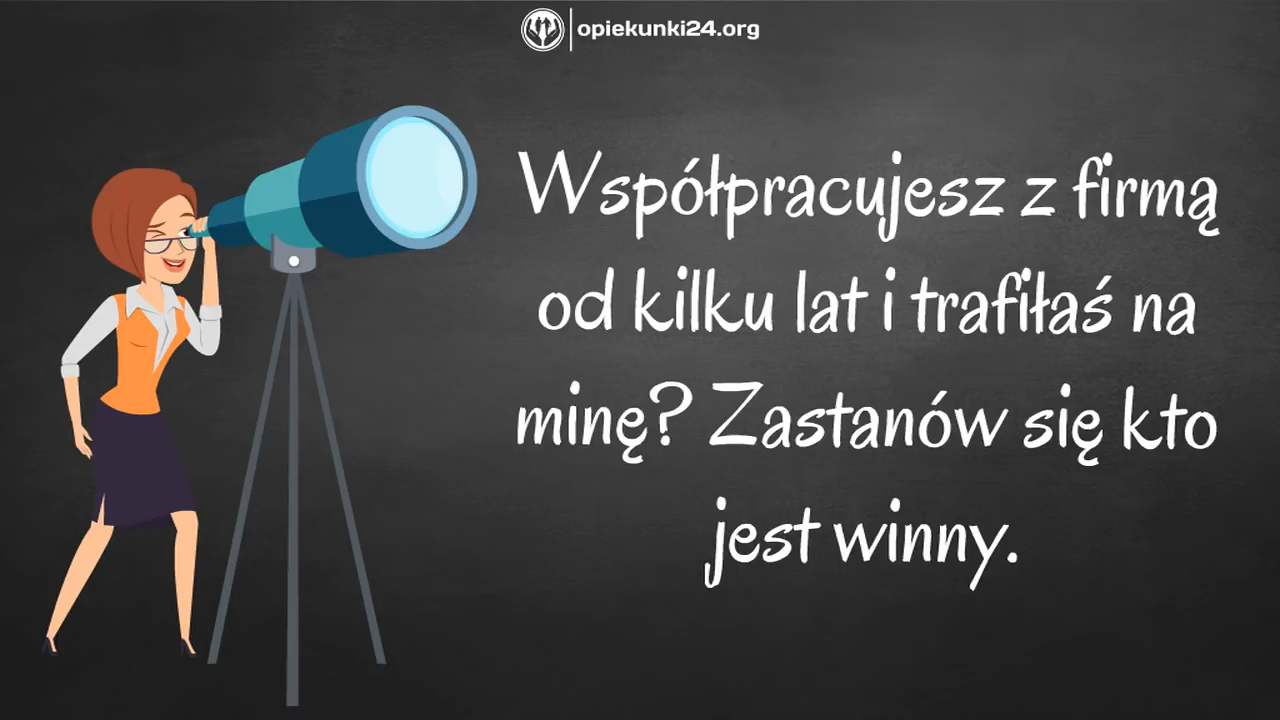 opiekunki24.org
Współpracujesz z firmą
od kilku lat i trafiłaś na
minę? Zastanów się kto
jest winny.